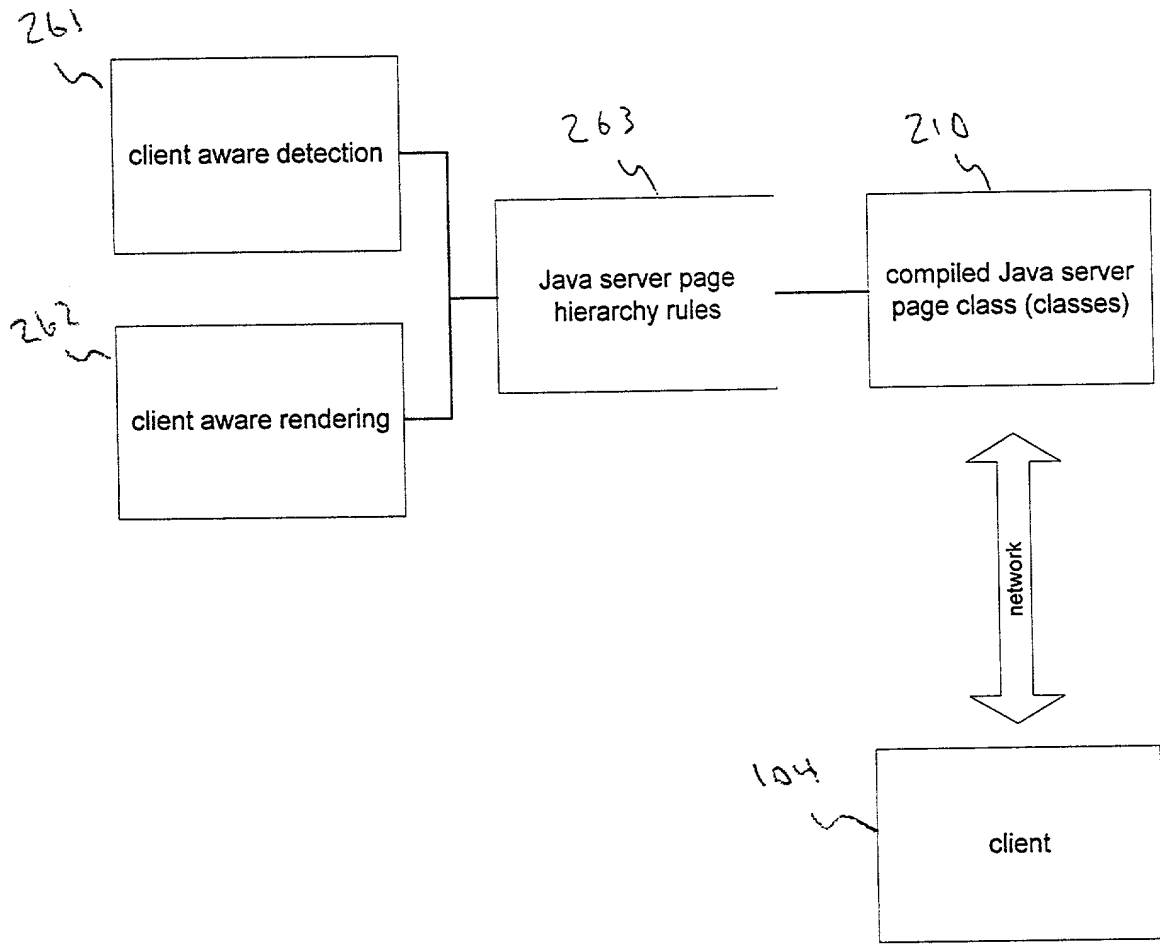 261
client aware detection
263
210
Java server page
hierarchy rules
compiled Java server
page class (classes)
262
client aware rendering
network
104
client